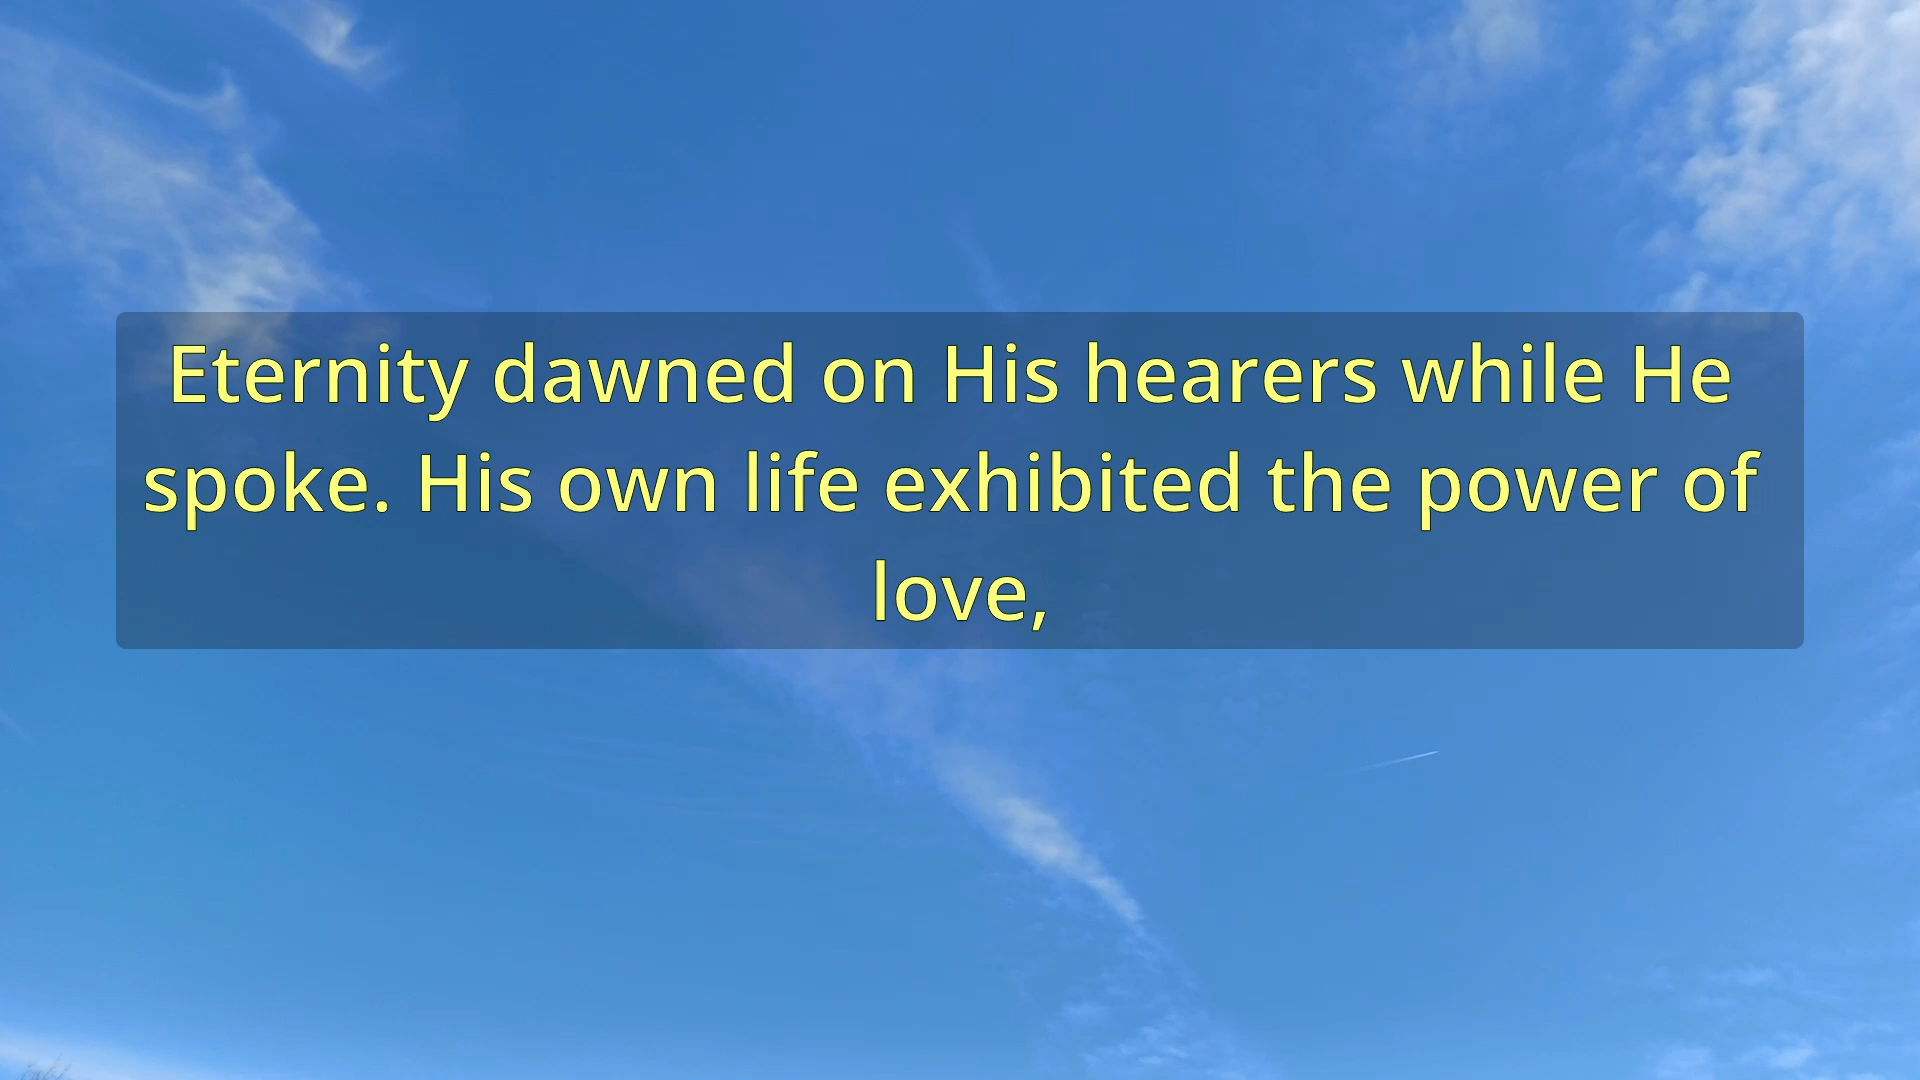 Eternity dawned on His hearers while He
spoke. His own life exhibited the power of
love,